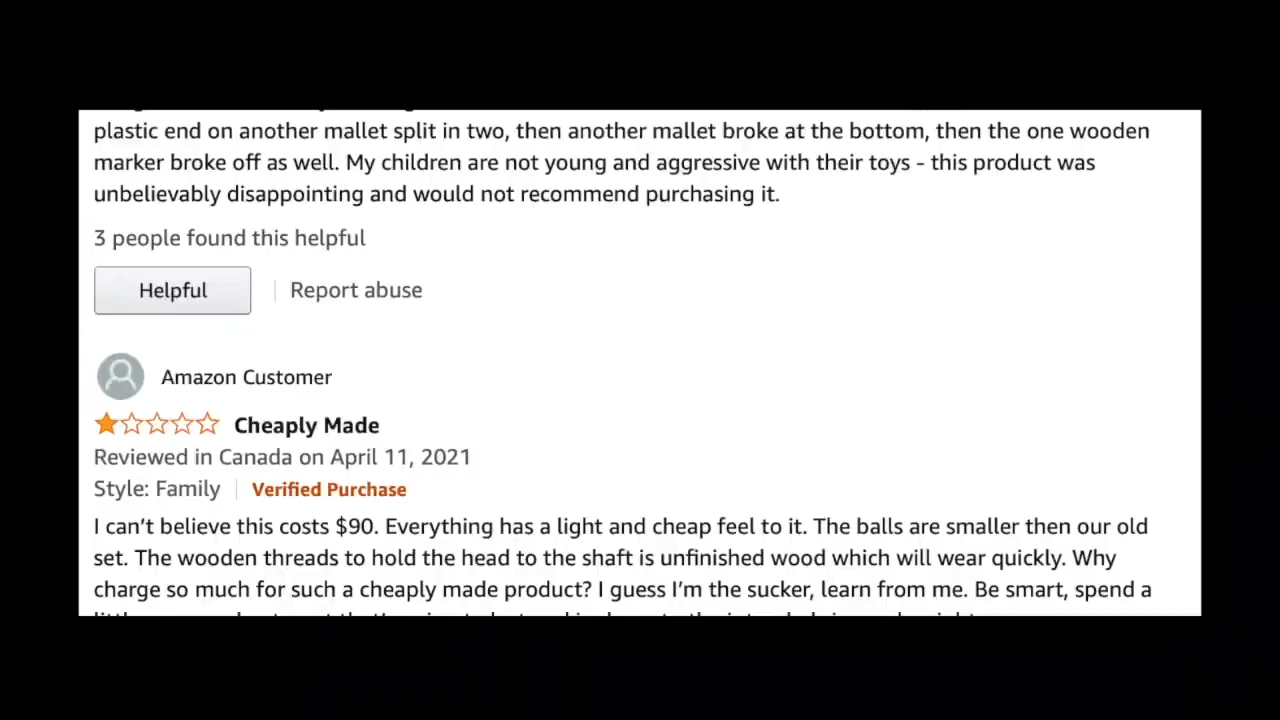 plastic end on another mallet split in two, then another mallet broke at the bottom, then the one wooden
marker broke off as well. My children are not young and aggressive with their toys - this product was
unbelievably disappointing and would not recommend purchasing it.
3 people found this helpful
Helpful
Report abuse
Amazon Customer
Cheaply Made
Reviewed in Canada on April 11, 2021
Style: Family
Verified Purchase
I can't believe this costs $90. Everything has a light and cheap feel to it. The balls are smaller then our old
set. The wooden threads to hold the head to the shaft is unfinished wood which will wear quickly. Why
charge so much for such a cheaply made product? I guess I'm the sucker, learn from me. Be smart, spend a